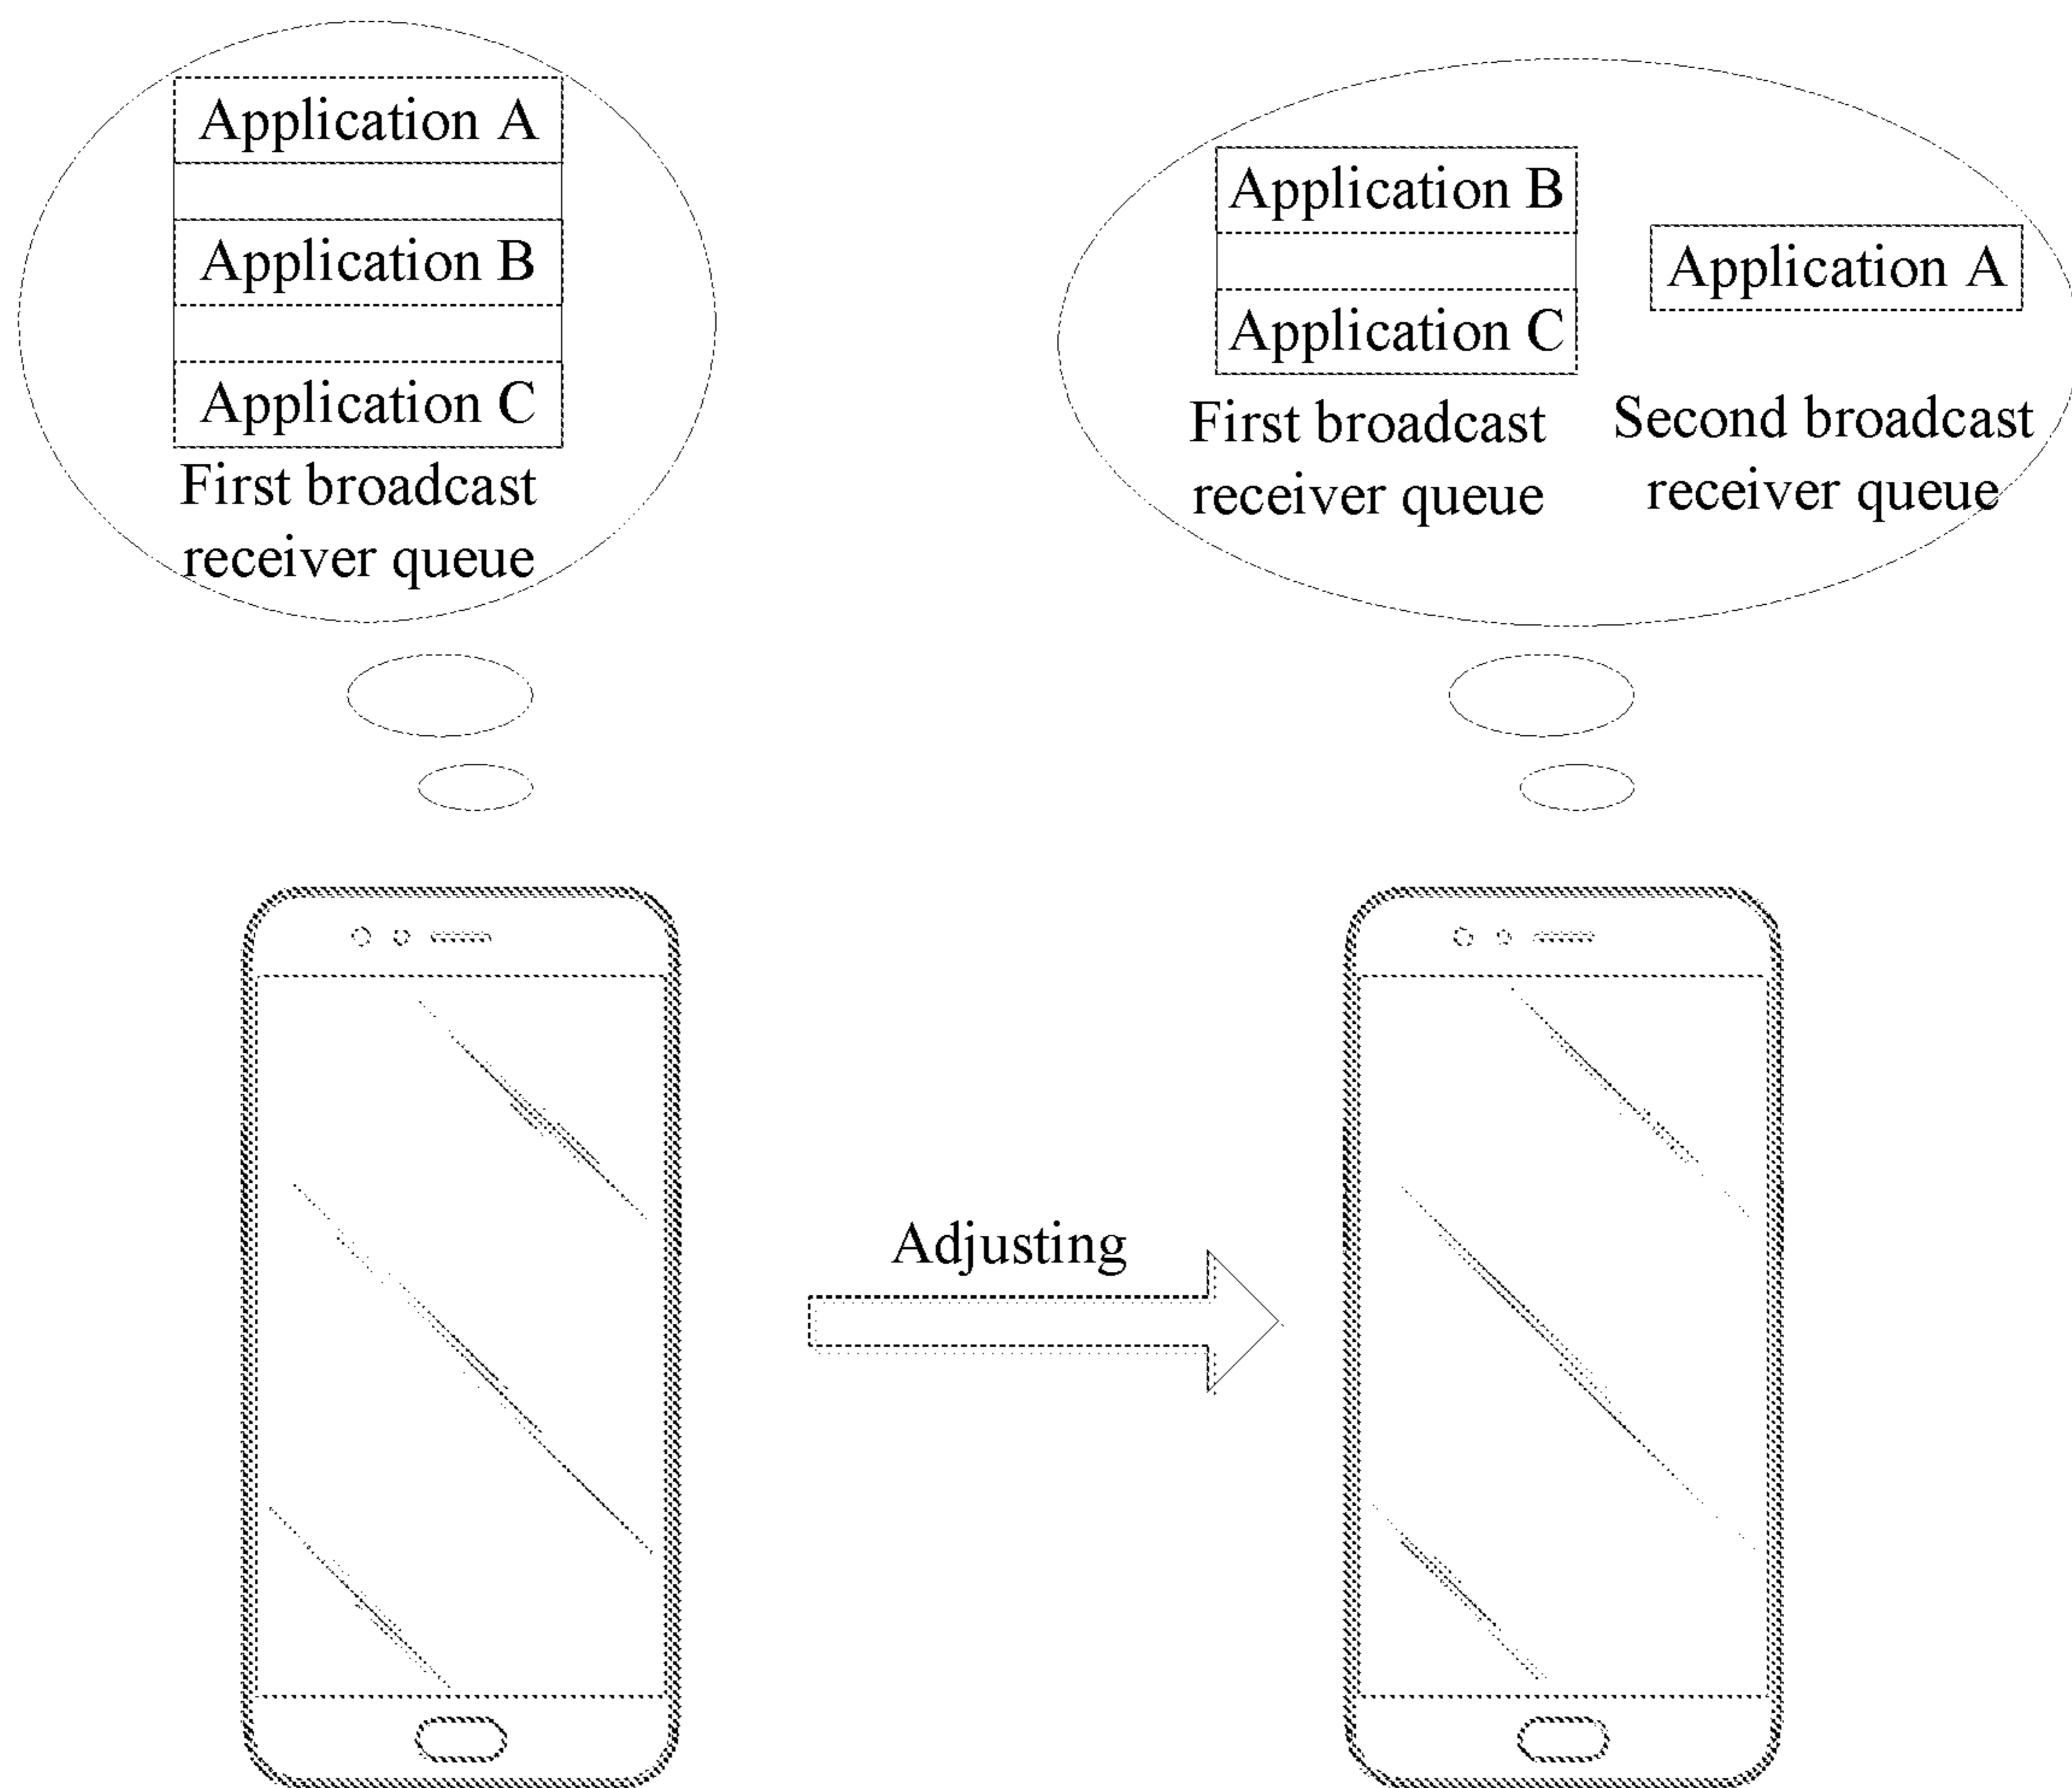 Application A
Application B
Application C
First broadcast
receiver queue
Application B
Application C
First broadcast
receiver queue
Application A
Second broadcast
receiver queue
Adjusting